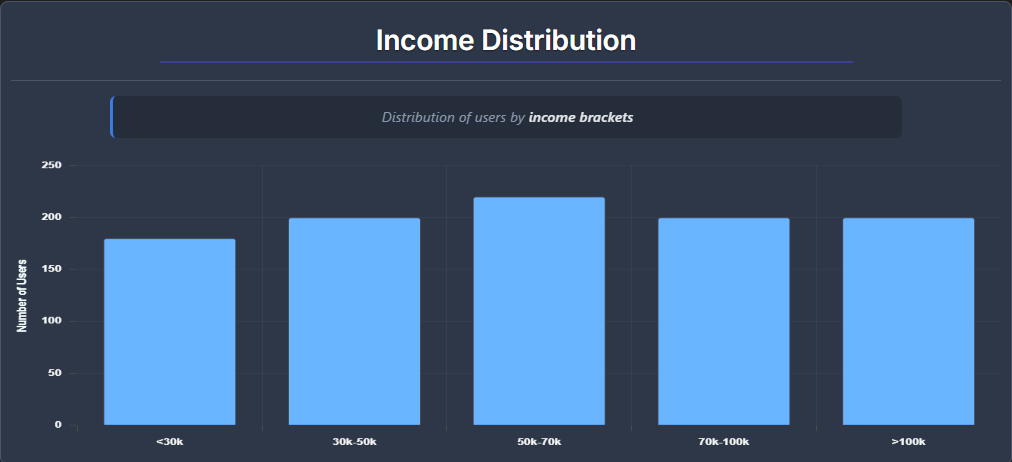 Income Distribution
Distribution of users by income brackets
Number of Users
250
200
150
100
50
0
<30k
30k-50k
50k-70k
70k-100k
>100k